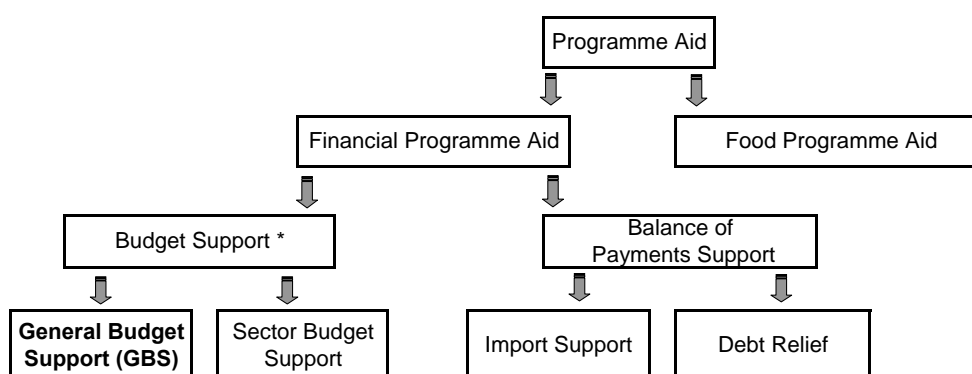 Programme Aid
Financial Programme Aid
Food Programme Aid
Budget Support *
Balance of
Payments Support
General Budget
Support (GBS)
Sector Budget
Support
Import Support
Debt Relief